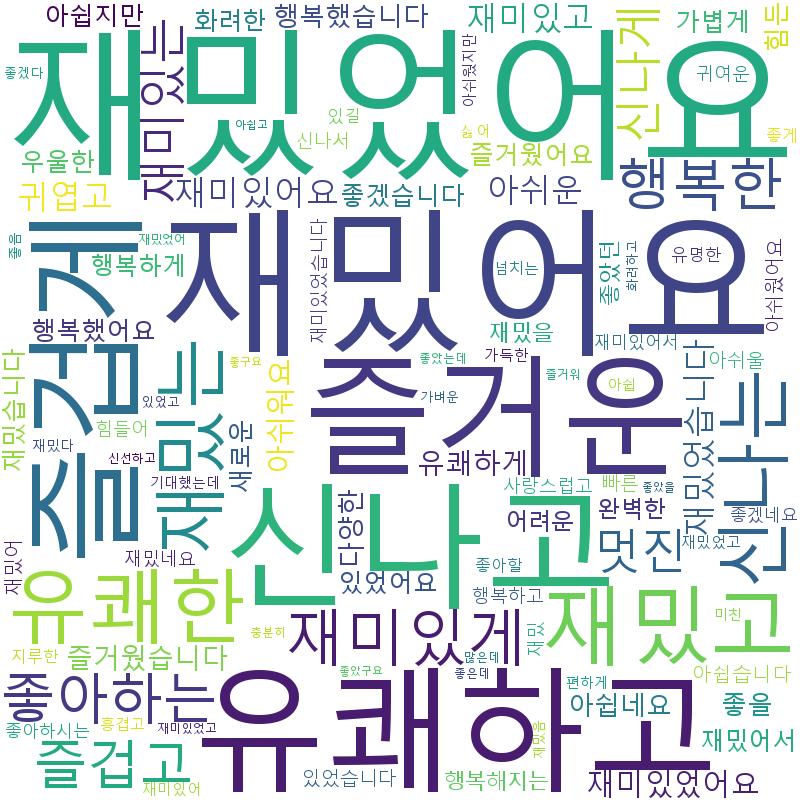 아쉽지만
화려한
행복했습니다
재미있고
가볍게
힘든
좋겠다
재밌었어요
재미있는
아쉬웠지만
신나게
귀여운
있길
아쉽고
신나서
싫어
좋게
우울한
즐거웠어요
귀엽고
재미있어요
좋겠습니다
아쉬운
행복한
즐겁게
재밌어요
좋음
재밌었어
행복하게
재미있었습니다
넘치는
좋았던
화려하고
유명한
아쉬웠어요
행복했어요
재밌을
재미있어서
재밌습니다
재밌는
좋구요
좋았는데
가득한
즐거운
즐거워
아쉽
아쉬울
재밌었습니다
신나는
있었고
가벼운
아쉬워요
힘들어
재밌다
새로운
신선하고
유쾌하게
기대했는데
사랑스럽고
빠른
좋았을
신나고
다양한
어려운
완벽한
좋겠네요
재밌어
재밌네요
멋진
재밌었고
좋아할
있었어요
유쾌한
행복하고
재밌고
재미있게
재밌
미친
충분히
지루한
즐거웠습니다
많은데
좋았구요
좋은데
아쉽습니다
좋아하는
유쾌하고
편하게
아쉽네요
좋을
흥겹고
재미있었고
좋아하시는
재밌음
재밌어서
즐겁고
있었습니다
행복해지는
재미있어
재미있었어요